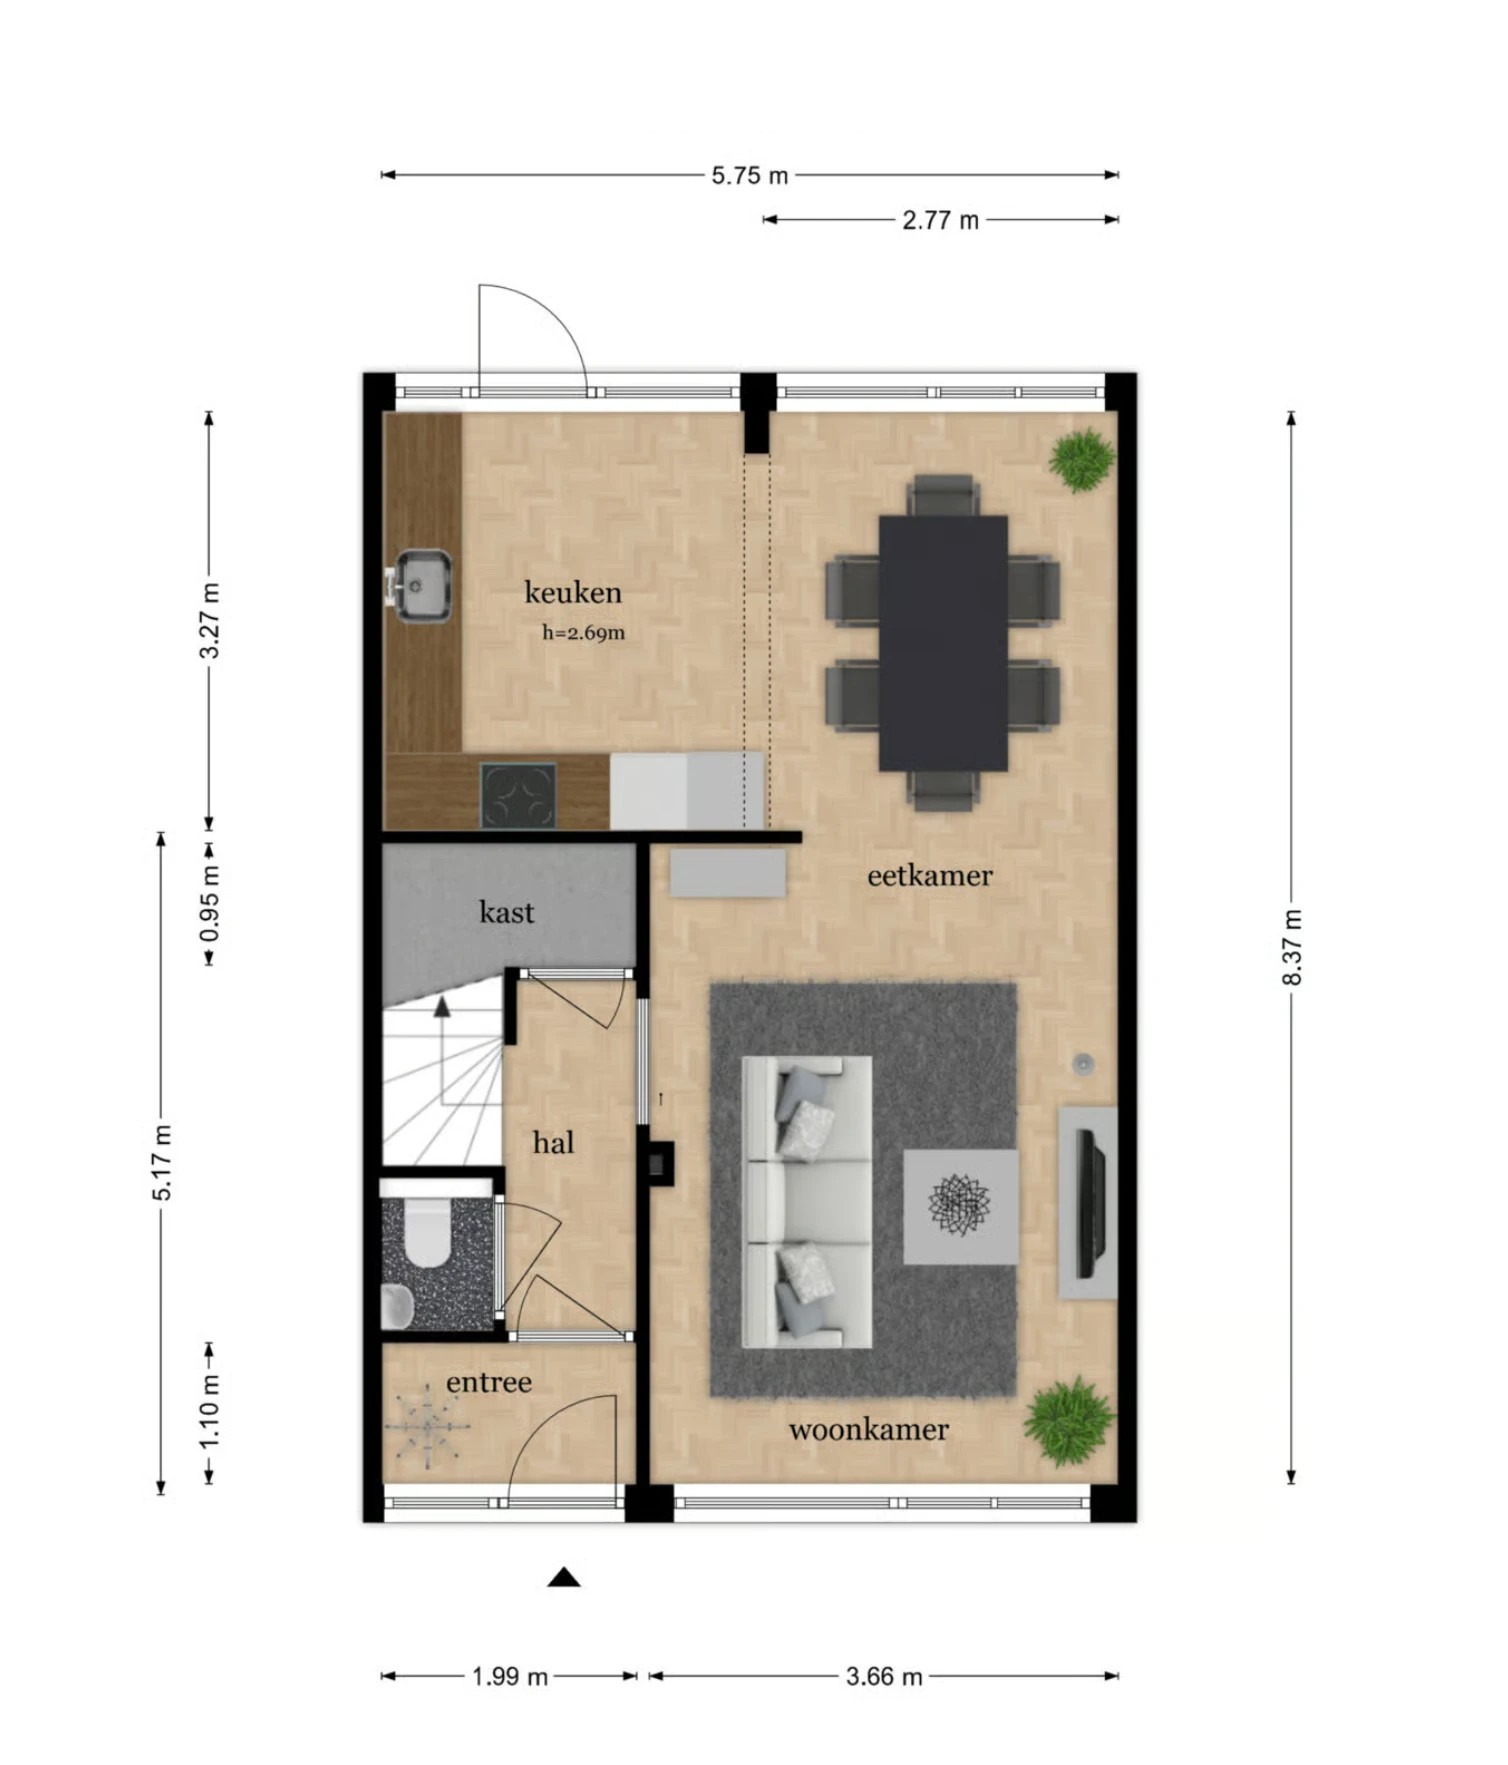 5.75 m
2.77 m
3.27 m
keuken
h=2.69m
0.95 m
kast
eetkamer
8.37 m
5.17 m
hal
1.10 m
entree
woonkamer
1.99 m
3.66 m